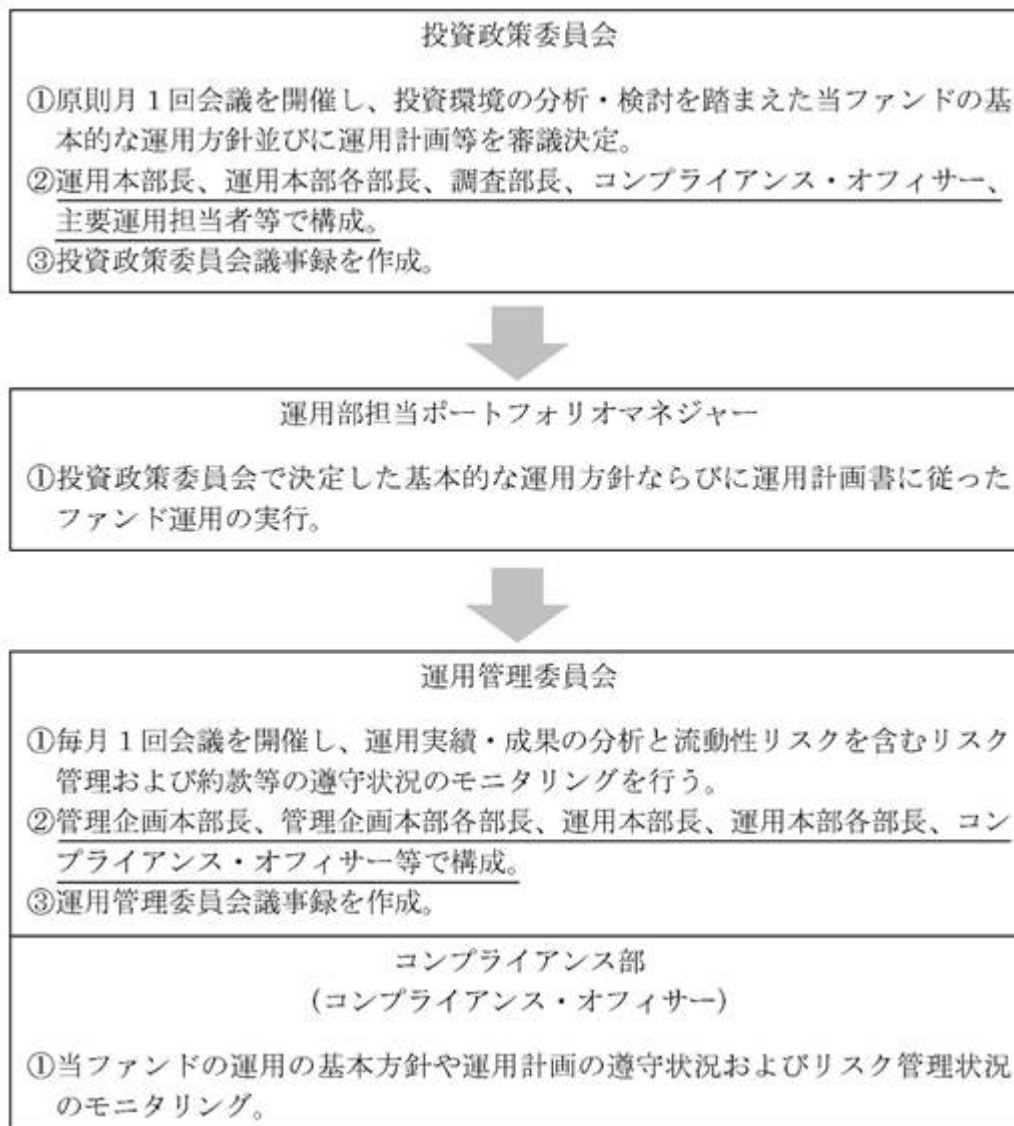 投資政策委員会
①原則月1回会議を開催し、投資環境の分析・検討を踏まえた当ファンドの基
本的な運用方針並びに運用計画等を審議決定。
②運用本部長、運用本部各部長、調査部長、コンプライアンス・オフィサー、
主要運用担当者等で構成。
③投資政策委員会議事録を作成。
運用部担当ポートフォリオマネジャー
①投資政策委員会で決定した基本的な運用方針ならびに運用計画書に従った
ファンド運用の実行。
運用管理委員会
①毎月1回会議を開催し、運用実績・成果の分析と流動性リスクを含むリスク
管理および約款等の遵守状況のモニタリングを行う。
②管理企画本部長、管理企画本部各部長、運用本部長、運用本部各部長、コン
プライアンス・オフィサー等で構成。
③運用管理委員会議事録を作成。
コンプライアンス部
(コンプライアンス・オフィサー)
①当ファンドの運用の基本方針や運用計画の遵守状況およびリスク管理状況
のモニタリング。